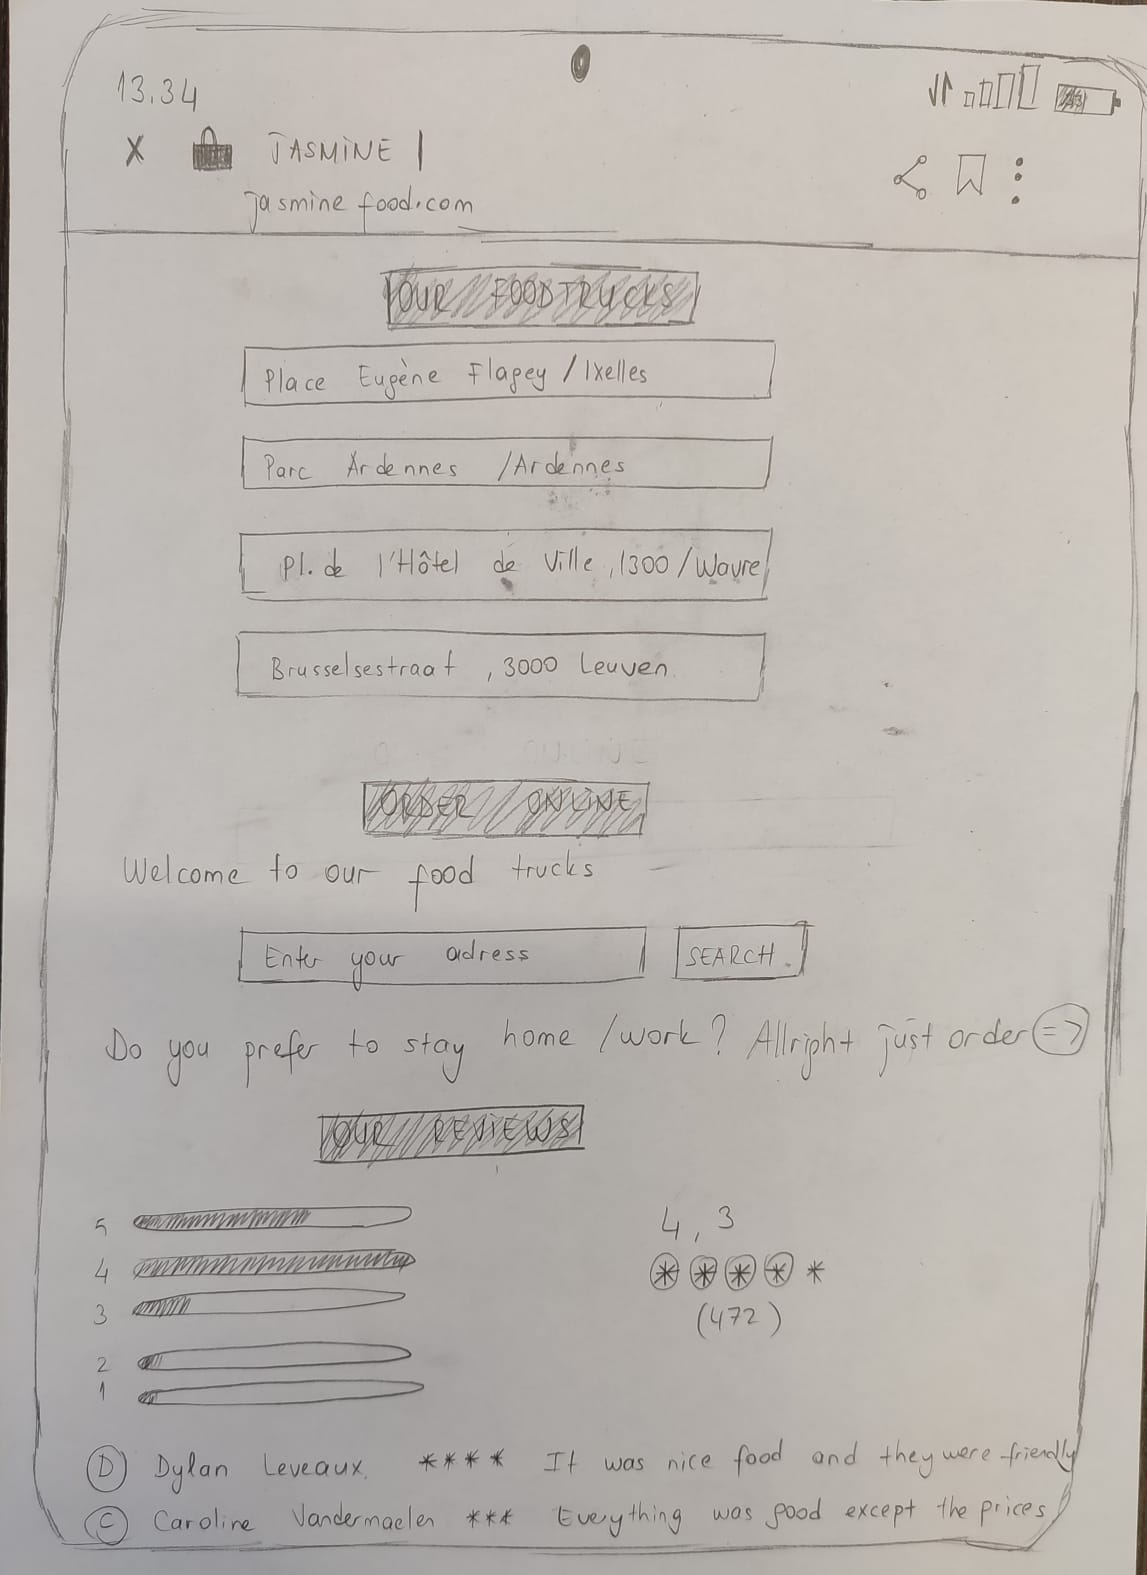 13.34
X JASMINE |
jasmine food.com
OUR FOODTRUCKS
Place Eugène Flagey / Ixelles
Parc Ardennes / Ardennes
Pl. de l'Hôtel de Ville, 1300 / Wavre
Brusselsestraat, 3000 Leuven.
ORDER ONLINE
Welcome to our food trucks
Enter your adress SEARCH.
Do you prefer to stay home / work? Allright just order =>
OUR REVIEWS
5
4
3
2
1
4,3
* * * * *
(472)
D Dylan Leveaux. **** It was nice food and they were friendly
C Caroline Vandermaelen *** Everything was good except the prices